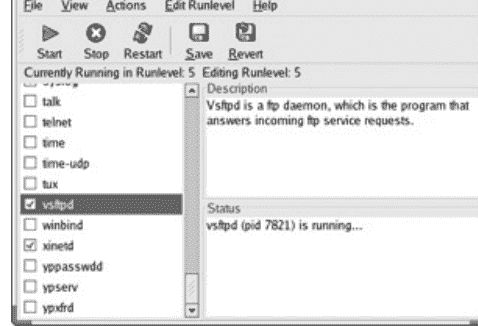 File View Actions Edit Runlevel Help
Start Stop Restart Save Revert
Currently Running in Runlevel: 5 Editing Runlevel: 5
talk
telnet
time
time-udp
tux
vsftpd
winbind
xinetd
yppasswdd
ypserv
ypxfrd
Description
Vsftpd is a ftp daemon, which is the program that
answers incoming ftp service requests.
Status
vsftpd (pid 7821) is running...